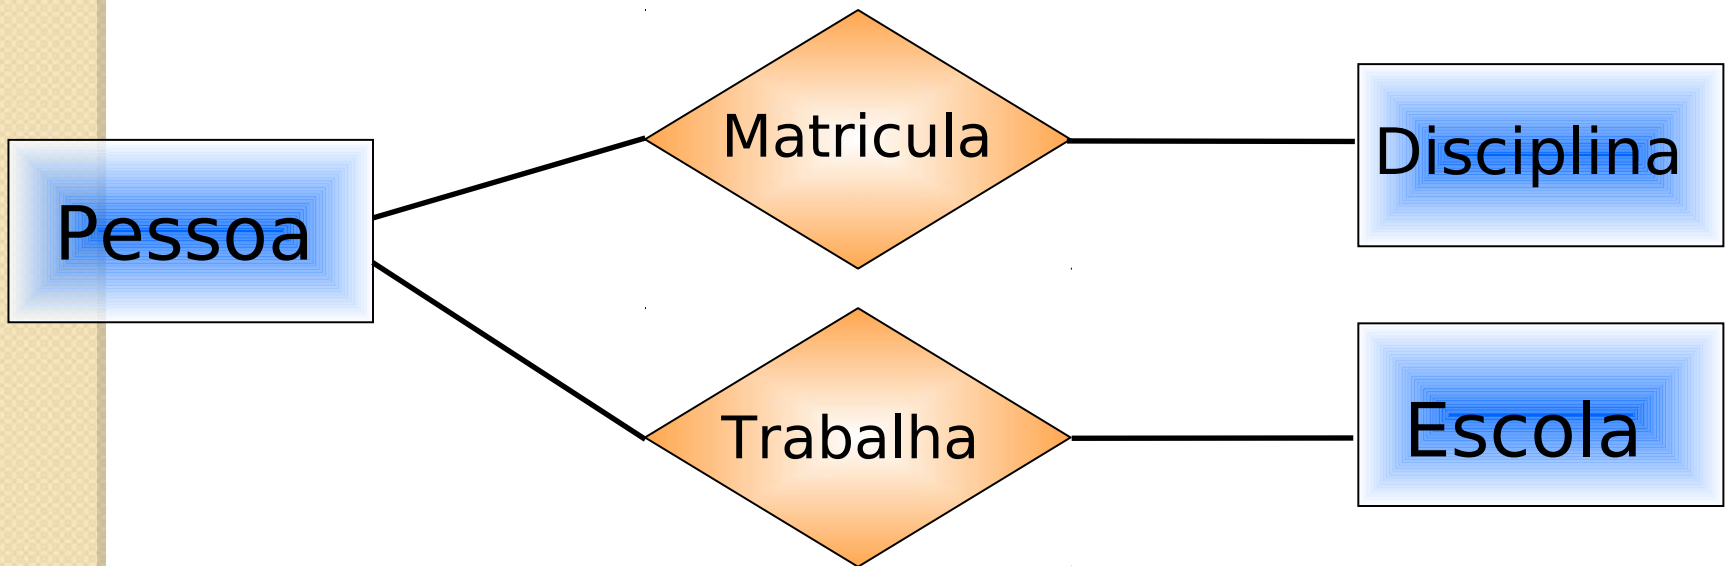 Matricula
Disciplina
Pessoa
Trabalha
Escola